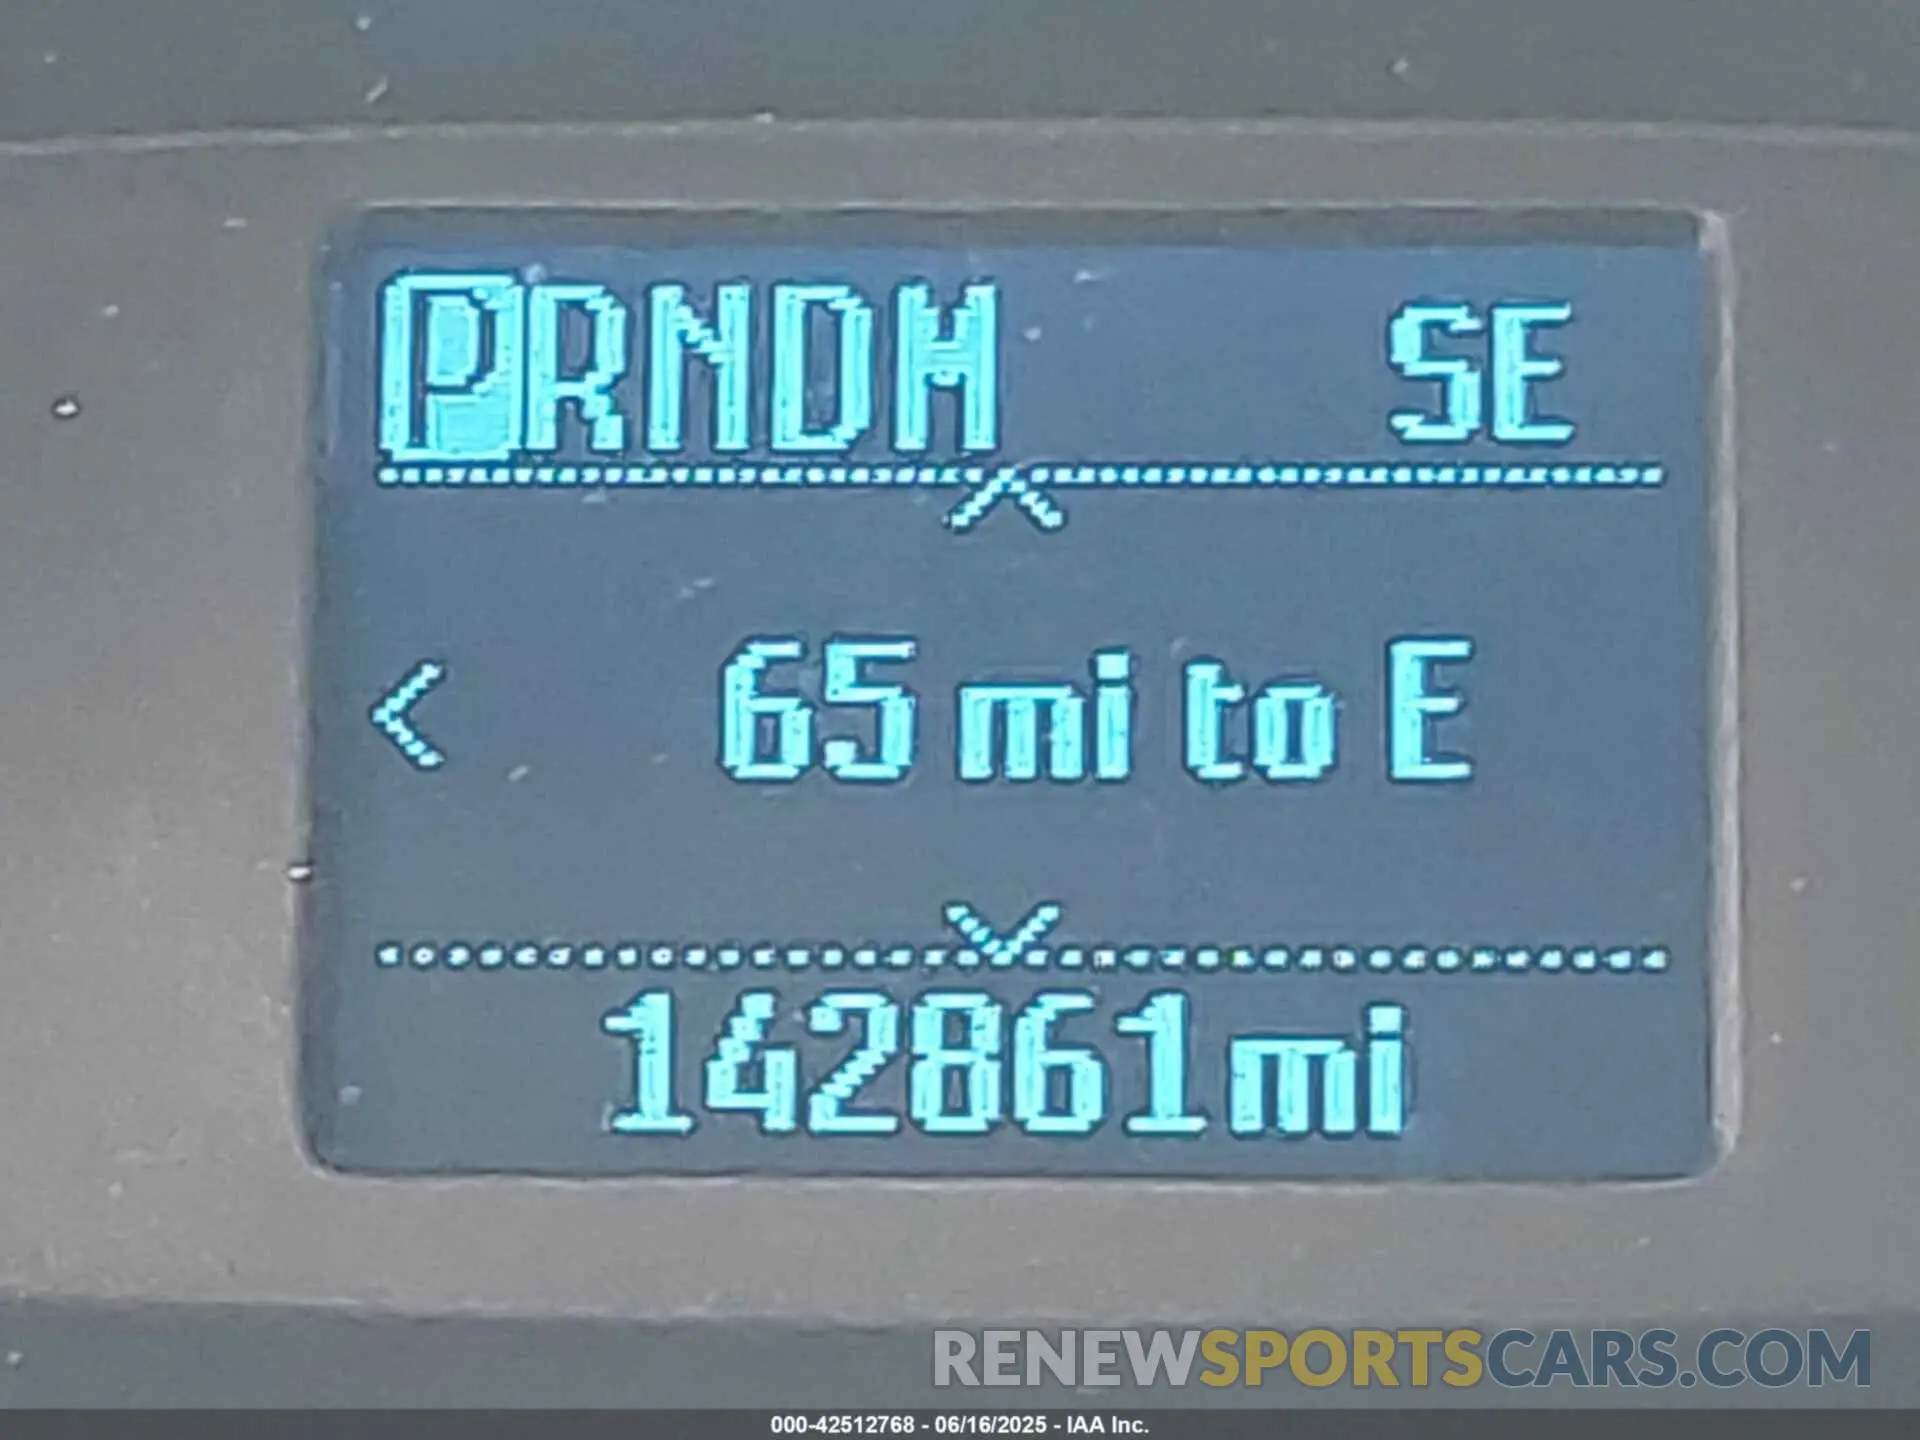 PRNDM SE
< 65 mi to E
142861mi
RENEWSPORTSCARS.COM
000-42512768 - 06/16/2025 - IAA Inc.